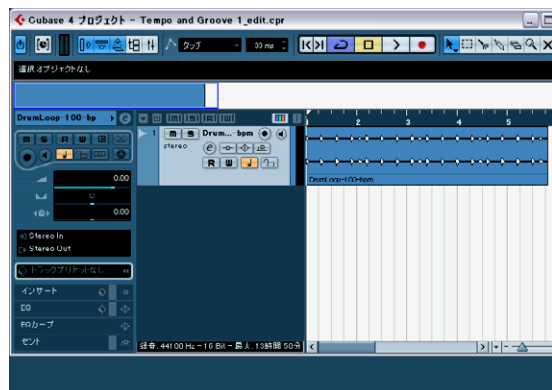 Cubase 4 プロジェクト - Tempo and Groove 1_edit.cpr
タッチ 30 ms
選択オブジェクトなし
DrumLoop-100-bp
1 m s Drum...-bpm
stereo
R W
2 3 4 5
m s R W
0.00
C
0.00
DrumLoop-100-bpm
Stereo In
Stereo Out
トラックプリセットなし
インサート
EQ
EQカーブ
センド
録音. 44100 Hz - 16 Bit - 最大. 13時間 50分